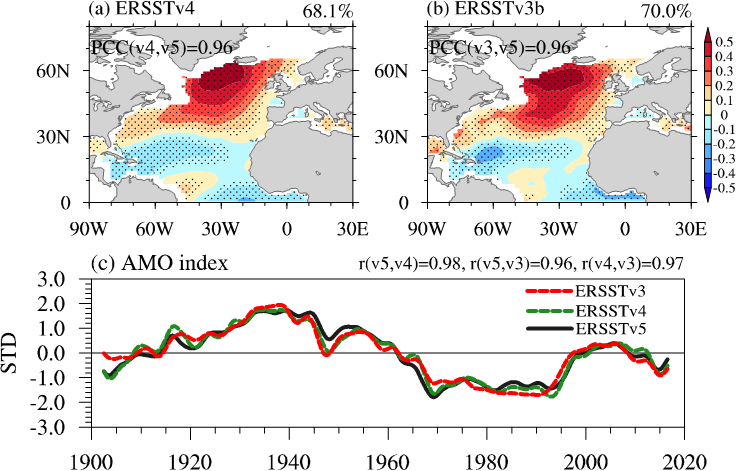 (a) ERSSTv4 68.1%
PCC(v4,v5)=0.96
60N
30N
0
90W 60W 30W 0 30E
(b) ERSSTv3b 70.0%
PCC(v3,v5)=0.96
60N
30N
0
90W 60W 30W 0 30E
0.5
0.4
0.3
0.2
0.1
0
-0.1
-0.2
-0.3
-0.4
-0.5
(c) AMO index r(v5,v4)=0.98, r(v5,v3)=0.96, r(v4,v3)=0.97
STD
3.0
2.0
1.0
0.0
-1.0
-2.0
-3.0
ERSSTv3
ERSSTv4
ERSSTv5
1900 1920 1940 1960 1980 2000 2020